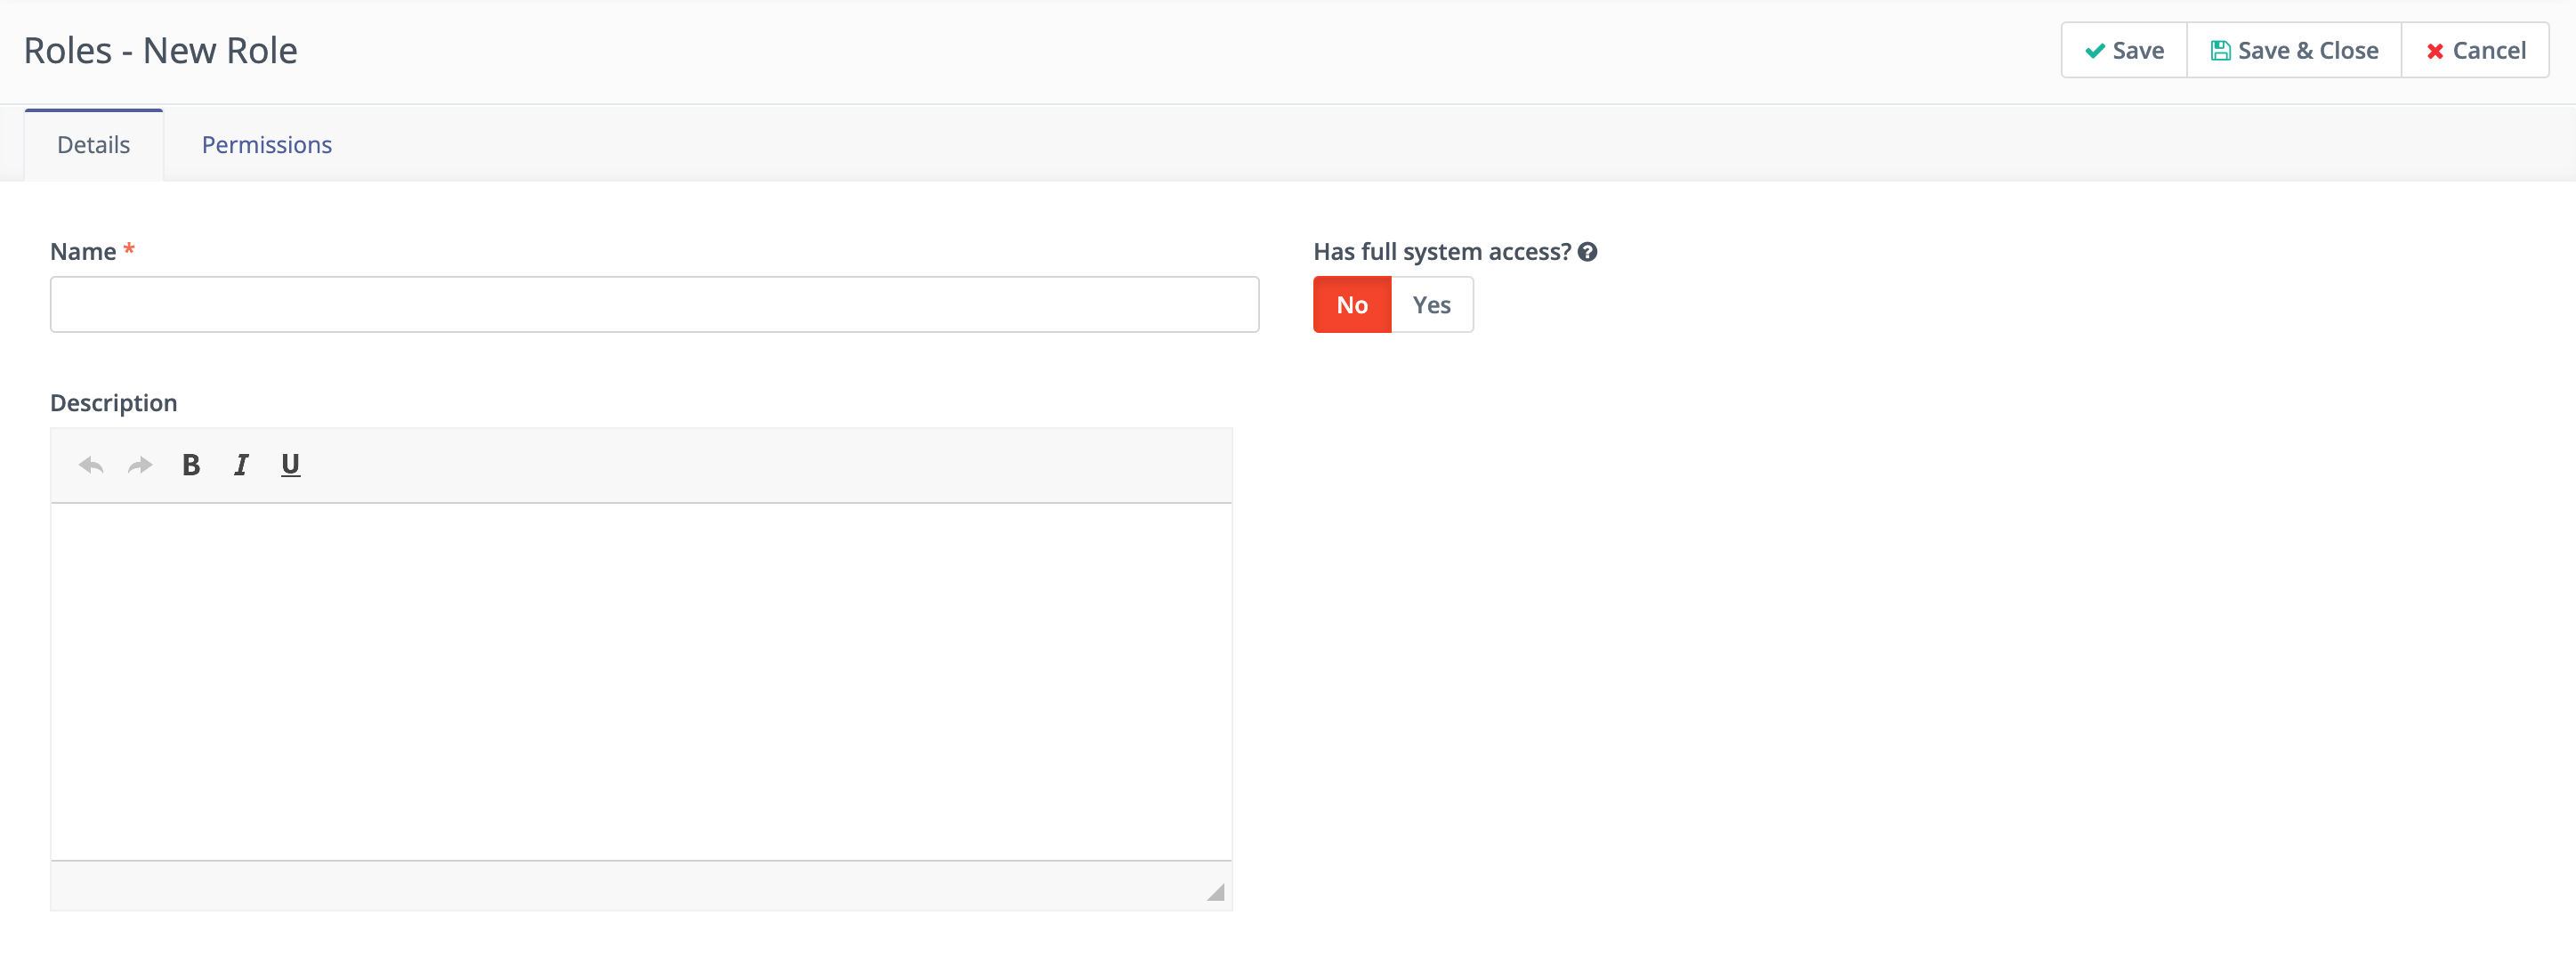 Roles - New Role
Save
Save & Close
Cancel
Details
Permissions
Name *
Has full system access?
No
Yes
Description
B I U